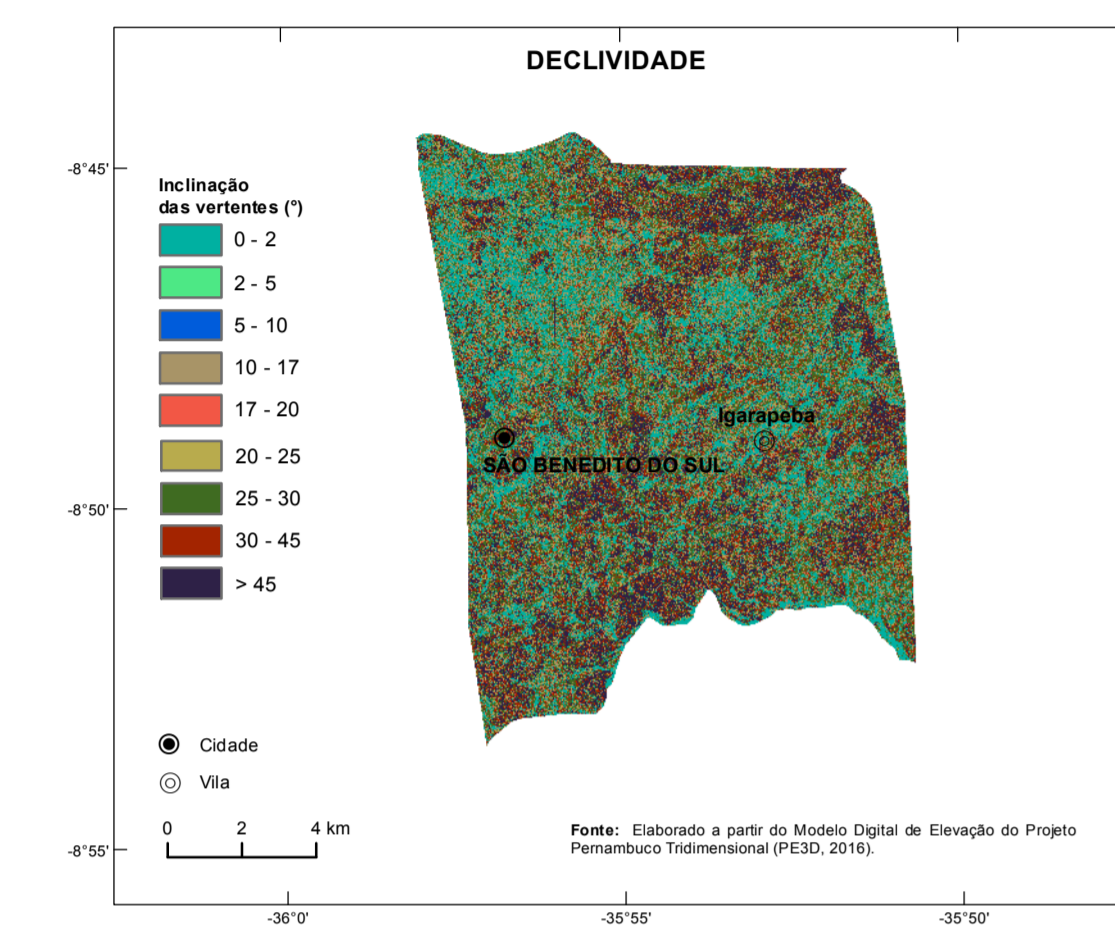 DECLIVIDADE
-8°45'
Inclinação
das vertentes (°)
0 - 2
2 - 5
5 - 10
10 - 17
17 - 20
20 - 25
25 - 30
30 - 45
> 45
Igarapeba
SÃO BENEDITO DO SUL
-8°50'
Cidade
Vila
0 2 4 km
Fonte: Elaborado a partir do Modelo Digital de Elevação do Projeto
Pernambuco Tridimensional (PE3D, 2016).
-8°55'
-36°0' -35°55' -35°50'